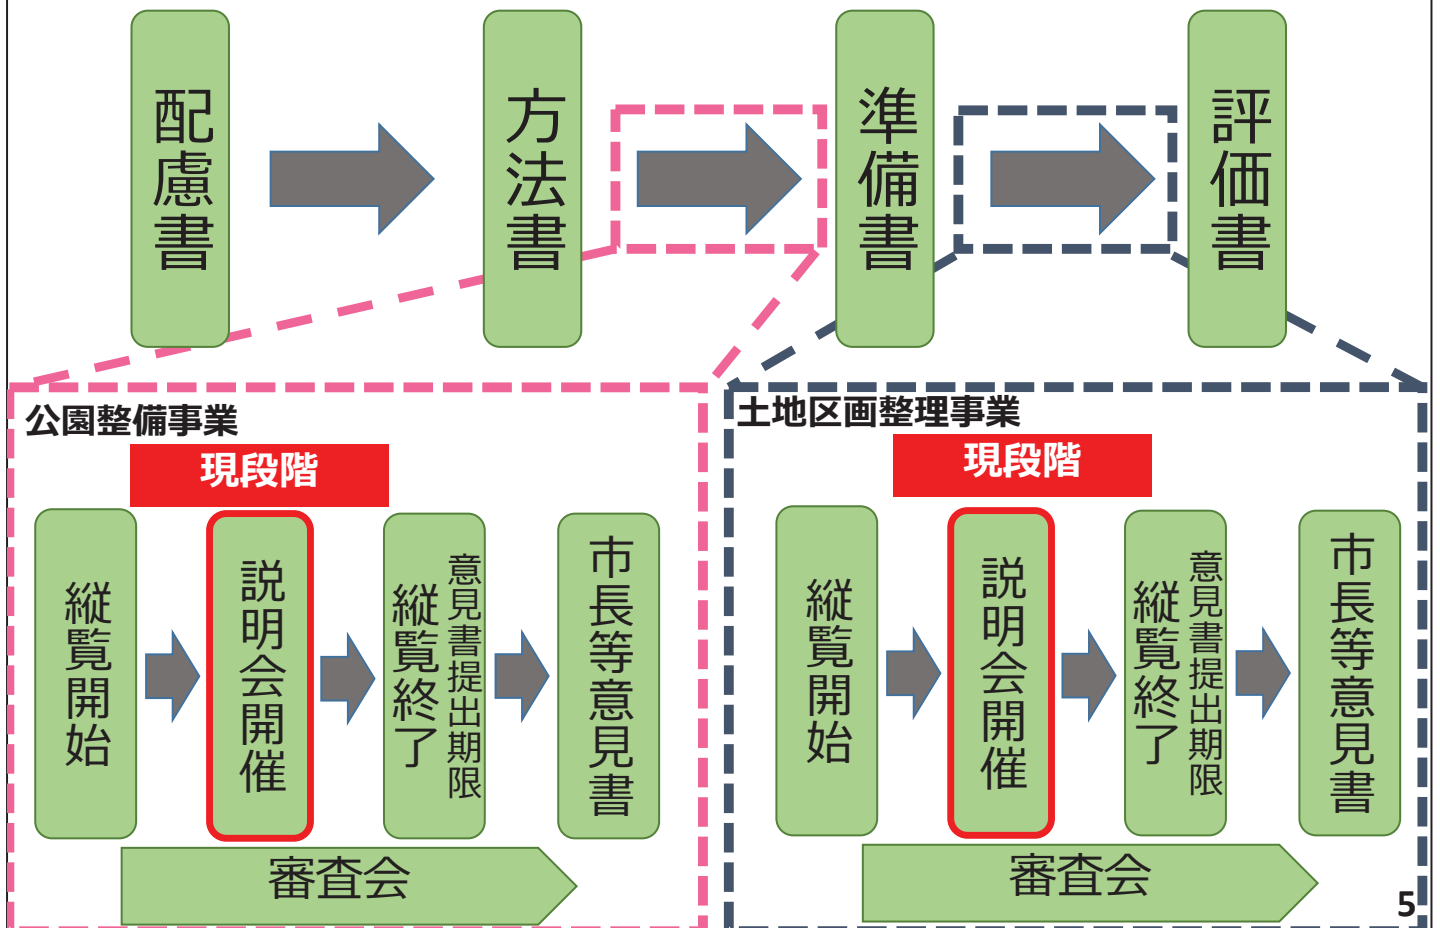 配慮書
方法書
準備書
評価書
公園整備事業
現段階
縦覧開始
説明会開催
意見書提出期限
縦覧終了
市長等意見書
審査会
土地区画整理事業
現段階
縦覧開始
説明会開催
意見書提出期限
縦覧終了
市長等意見書
審査会
5